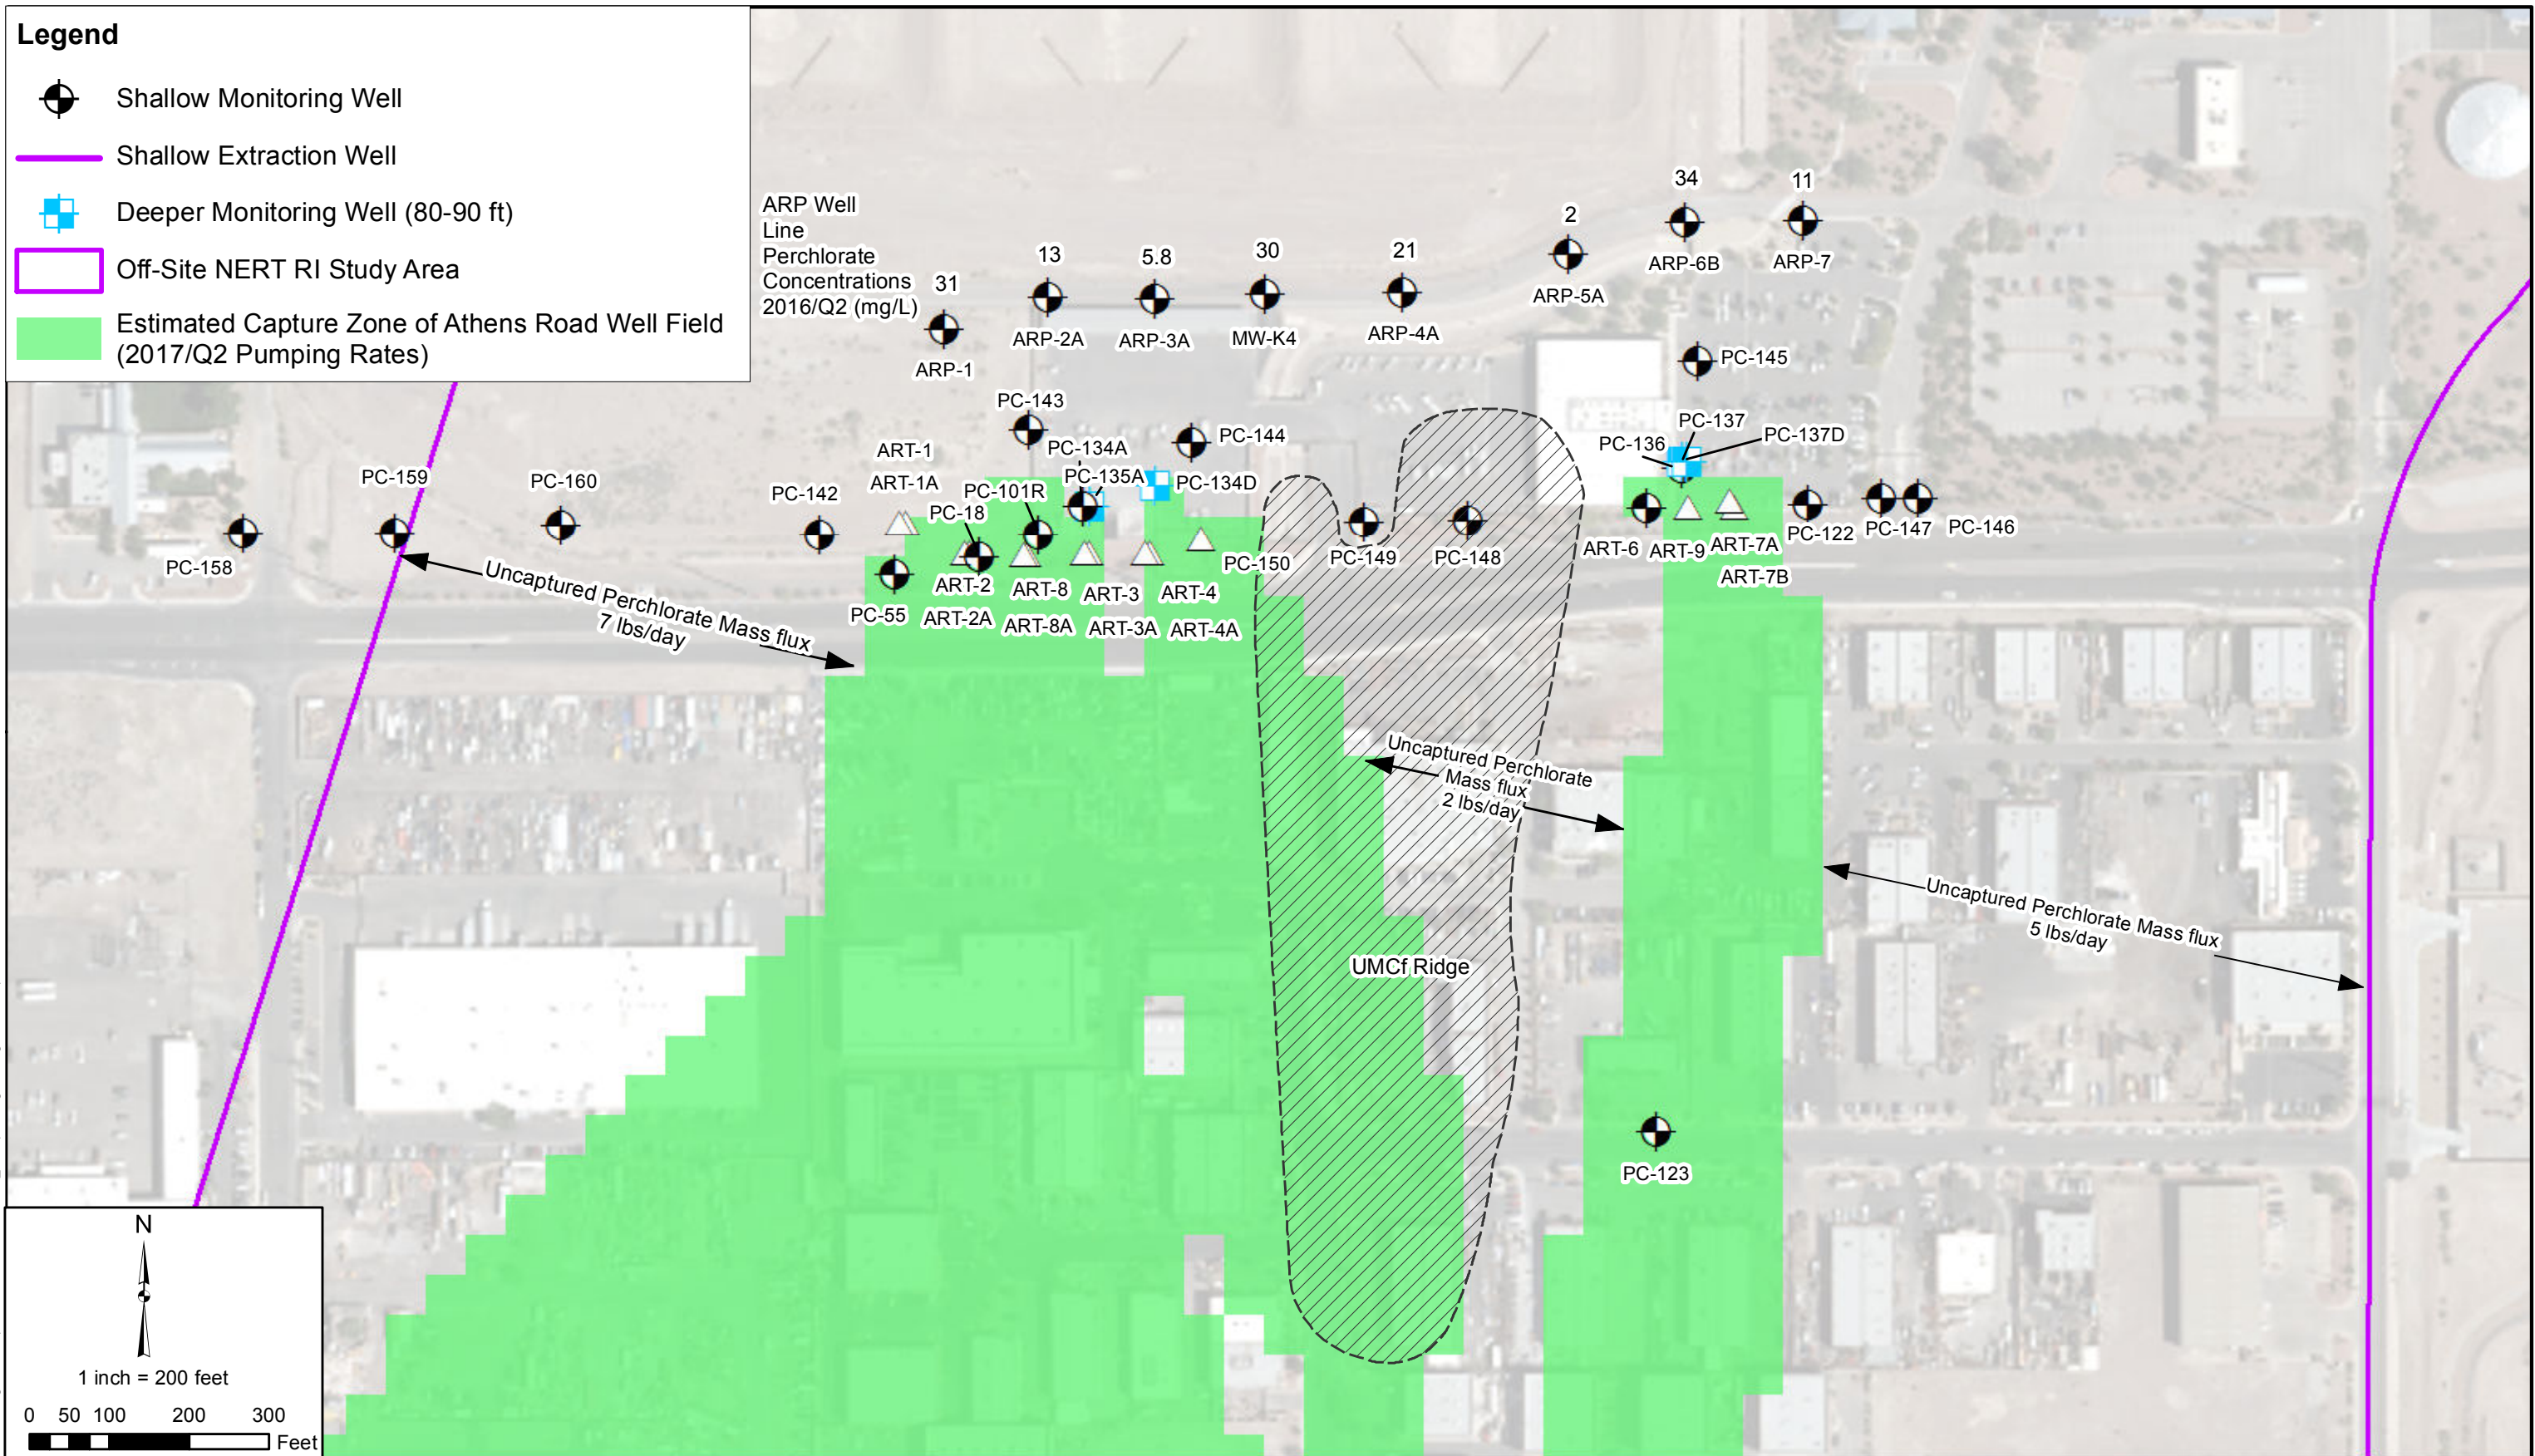 Legend
Shallow Monitoring Well
Shallow Extraction Well
Deeper Monitoring Well (80-90 ft)
Off-Site NERT RI Study Area
Estimated Capture Zone of Athens Road Well Field
(2017/Q2 Pumping Rates)
ARP Well
Line
Perchlorate
Concentrations
2016/Q2 (mg/L)
31
ARP-1
13
ARP-2A
5.8
ARP-3A
30
MW-K4
21
ARP-4A
2
ARP-5A
34
ARP-6B
11
ARP-7
PC-145
PC-143
PC-134A
PC-144
PC-137
PC-136
PC-137D
ART-1
ART-1A
PC-135A
PC-134D
PC-101R
PC-18
PC-159
PC-160
PC-142
PC-158
PC-55
ART-2
ART-2A
ART-8
ART-8A
ART-3
ART-3A
ART-4
ART-4A
PC-150
PC-149
PC-148
ART-6
ART-9
ART-7A
ART-7B
PC-122
PC-147
PC-146
Uncaptured Perchlorate Mass flux
7 lbs/day
Uncaptured Perchlorate
Mass flux
2 lbs/day
Uncaptured Perchlorate Mass flux
5 lbs/day
UMCf Ridge
PC-123
N
1 inch = 200 feet
0 50 100 200 300
Feet